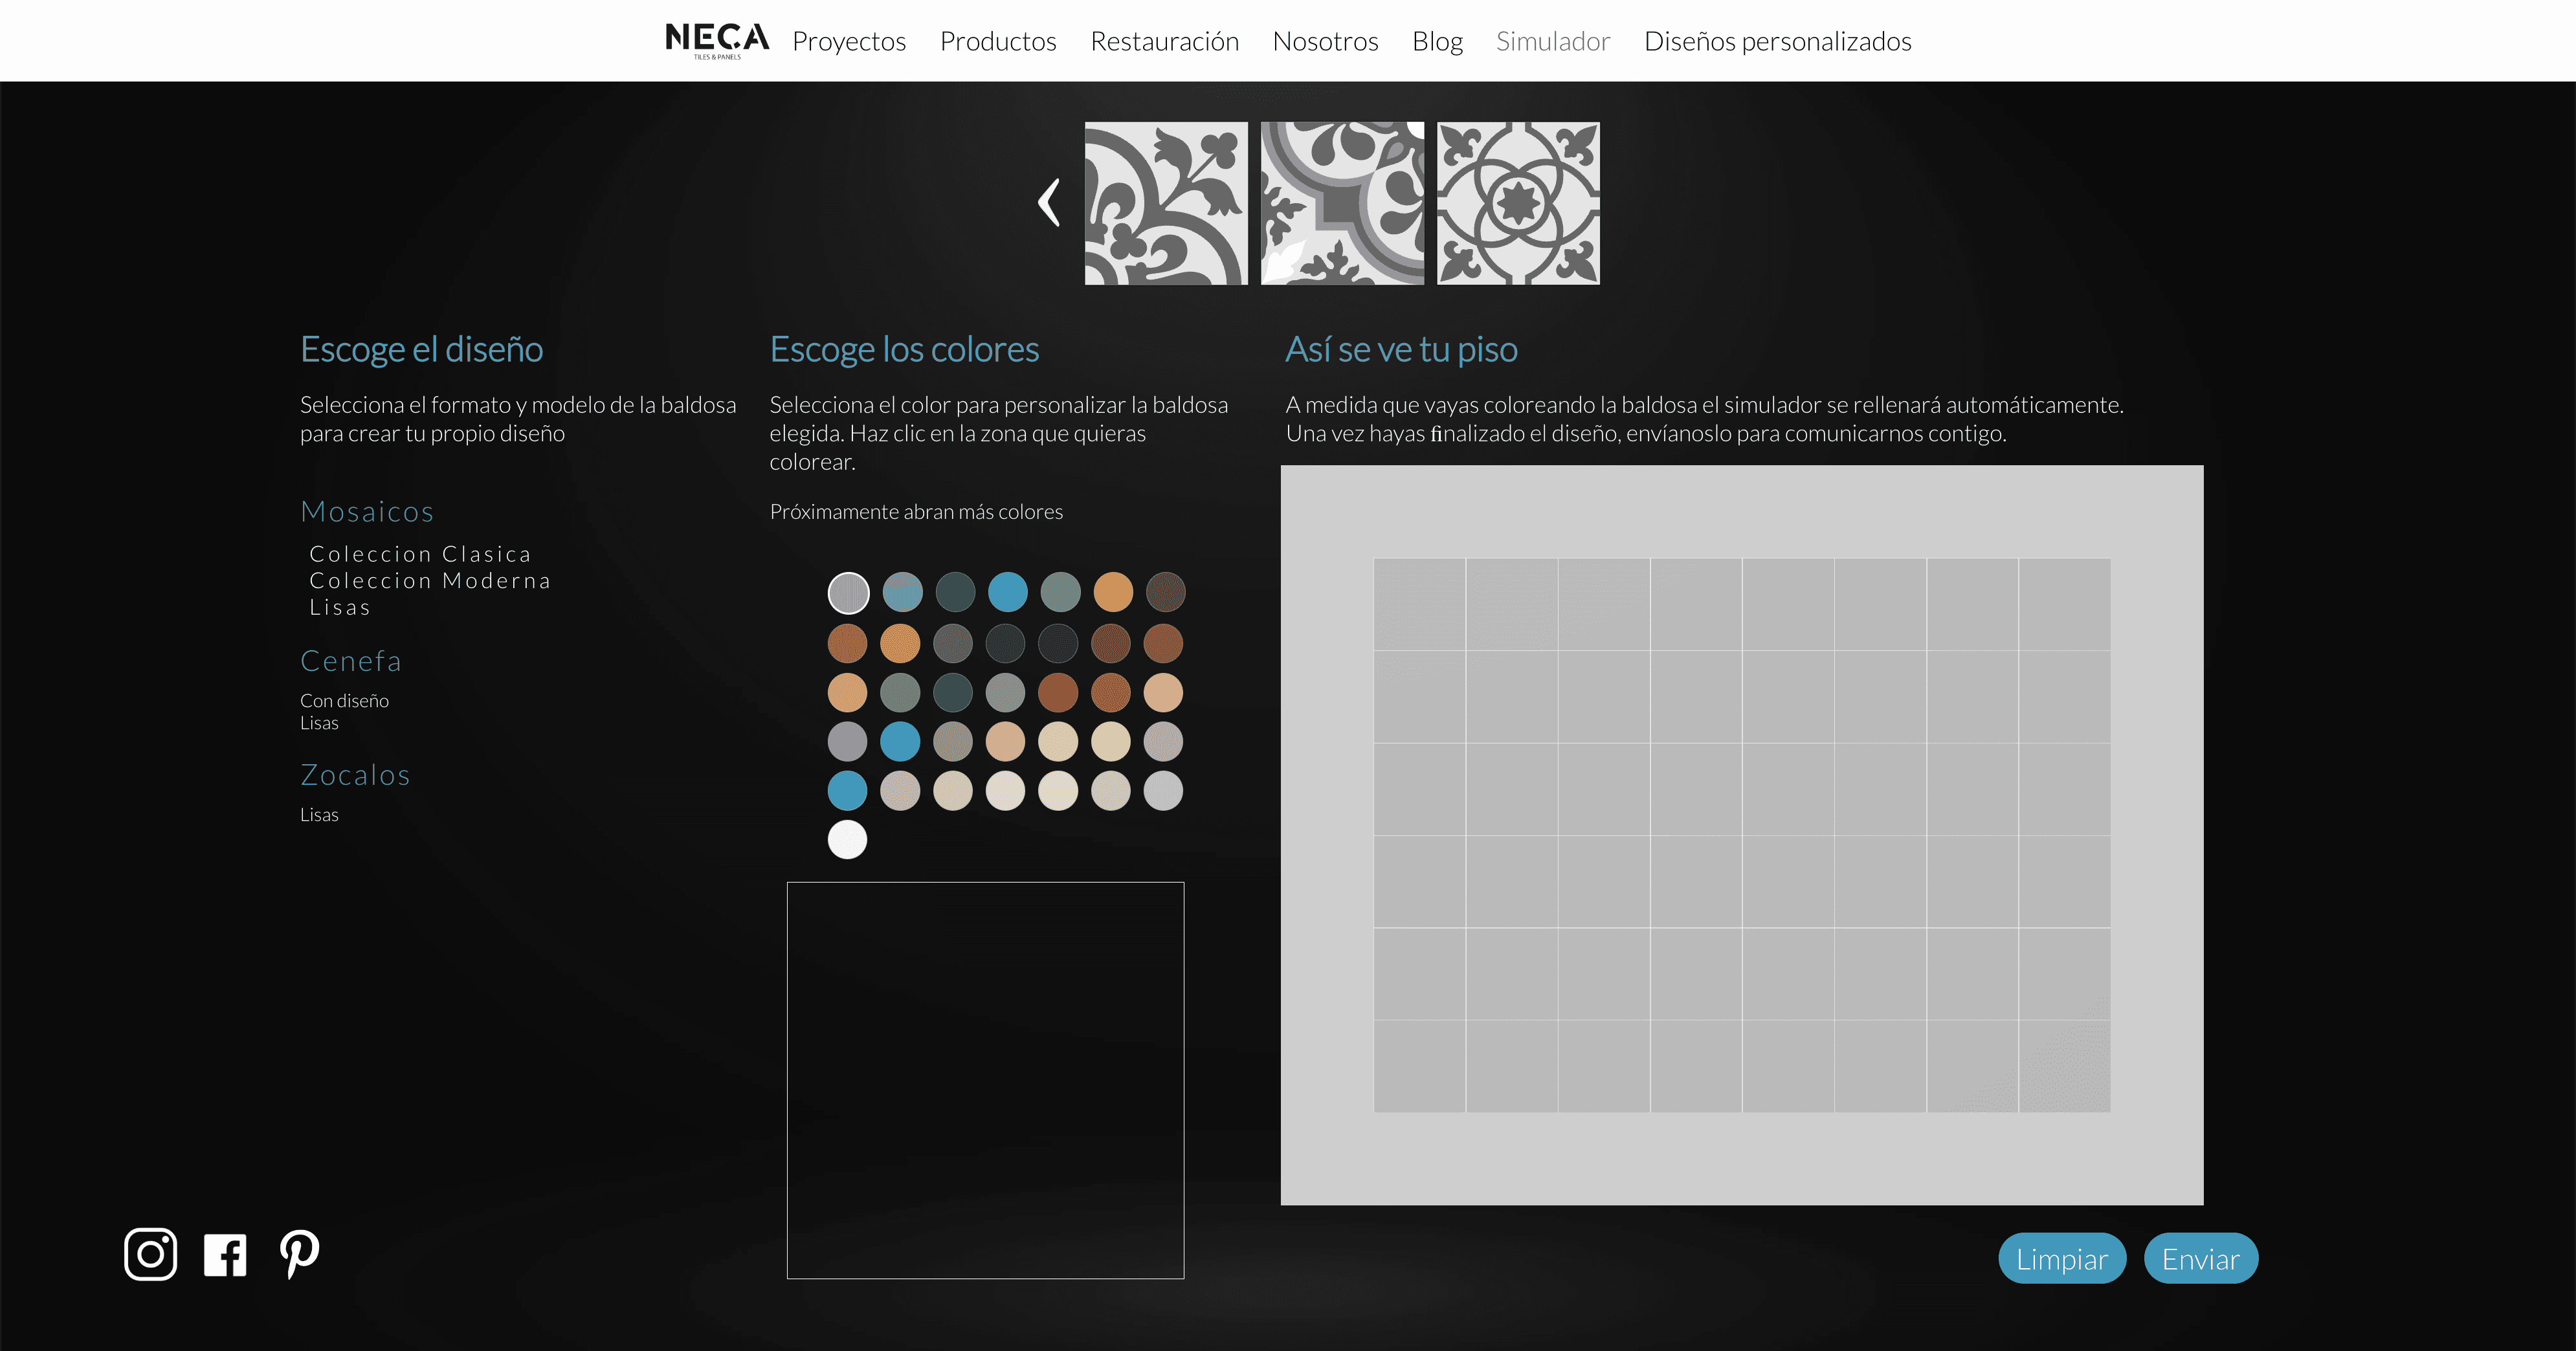 NECA
TILES & PANELS
Proyectos
Productos
Restauración
Nosotros
Blog
Simulador
Diseños personalizados
Escoge el diseño
Selecciona el formato y modelo de la baldosa
para crear tu propio diseño
Mosaicos
Coleccion Clasica
Coleccion Moderna
Lisas
Cenefa
Con diseño
Lisas
Zocalos
Lisas
Escoge los colores
Selecciona el color para personalizar la baldosa
elegida. Haz clic en la zona que quieras
colorear.
Próximamente abran más colores
Así se ve tu piso
A medida que vayas coloreando la baldosa el simulador se rellenará automáticamente.
Una vez hayas finalizado el diseño, envíanoslo para comunicarnos contigo.
Limpiar
Enviar